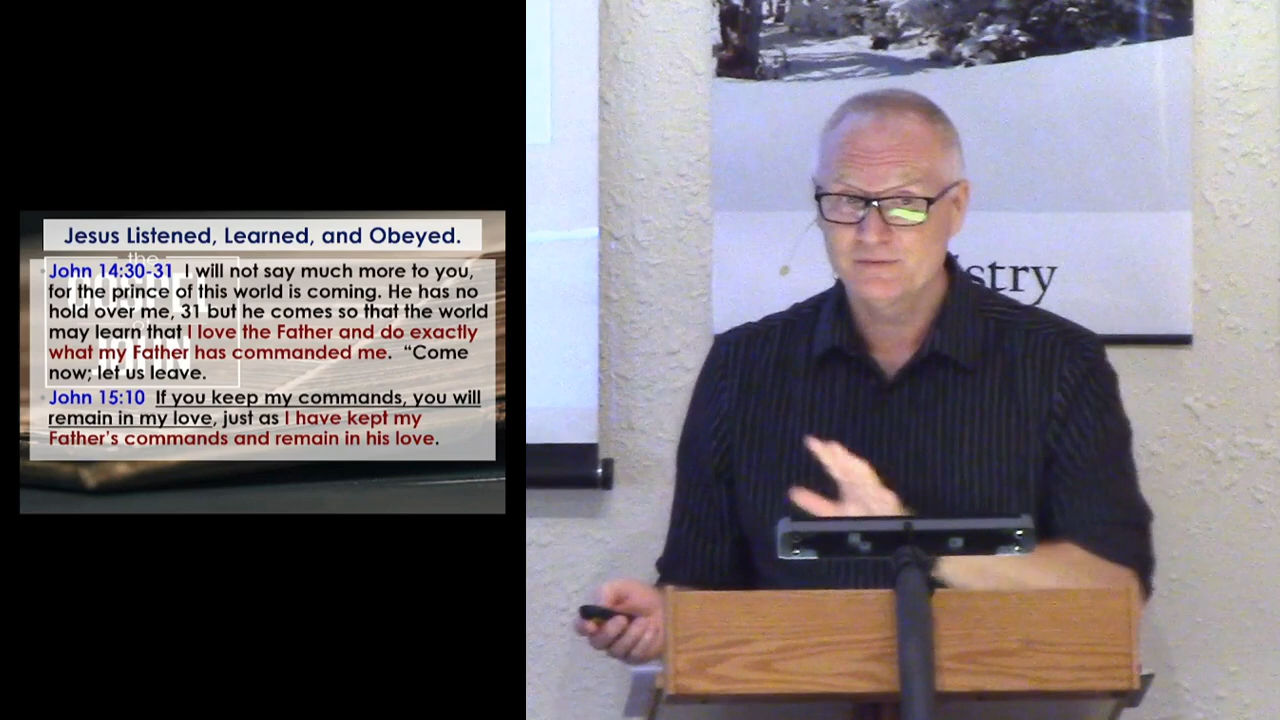 Jesus Listened, Learned, and Obeyed.
the
JOHN
John 14:30-31 I will not say much more to you,
for the prince of this world is coming. He has no
hold over me, 31 but he comes so that the world
may learn that I love the Father and do exactly
what my Father has commanded me. “Come
now; let us leave.
John 15:10 If you keep my commands, you will
remain in my love, just as I have kept my
Father’s commands and remain in his love.
istry